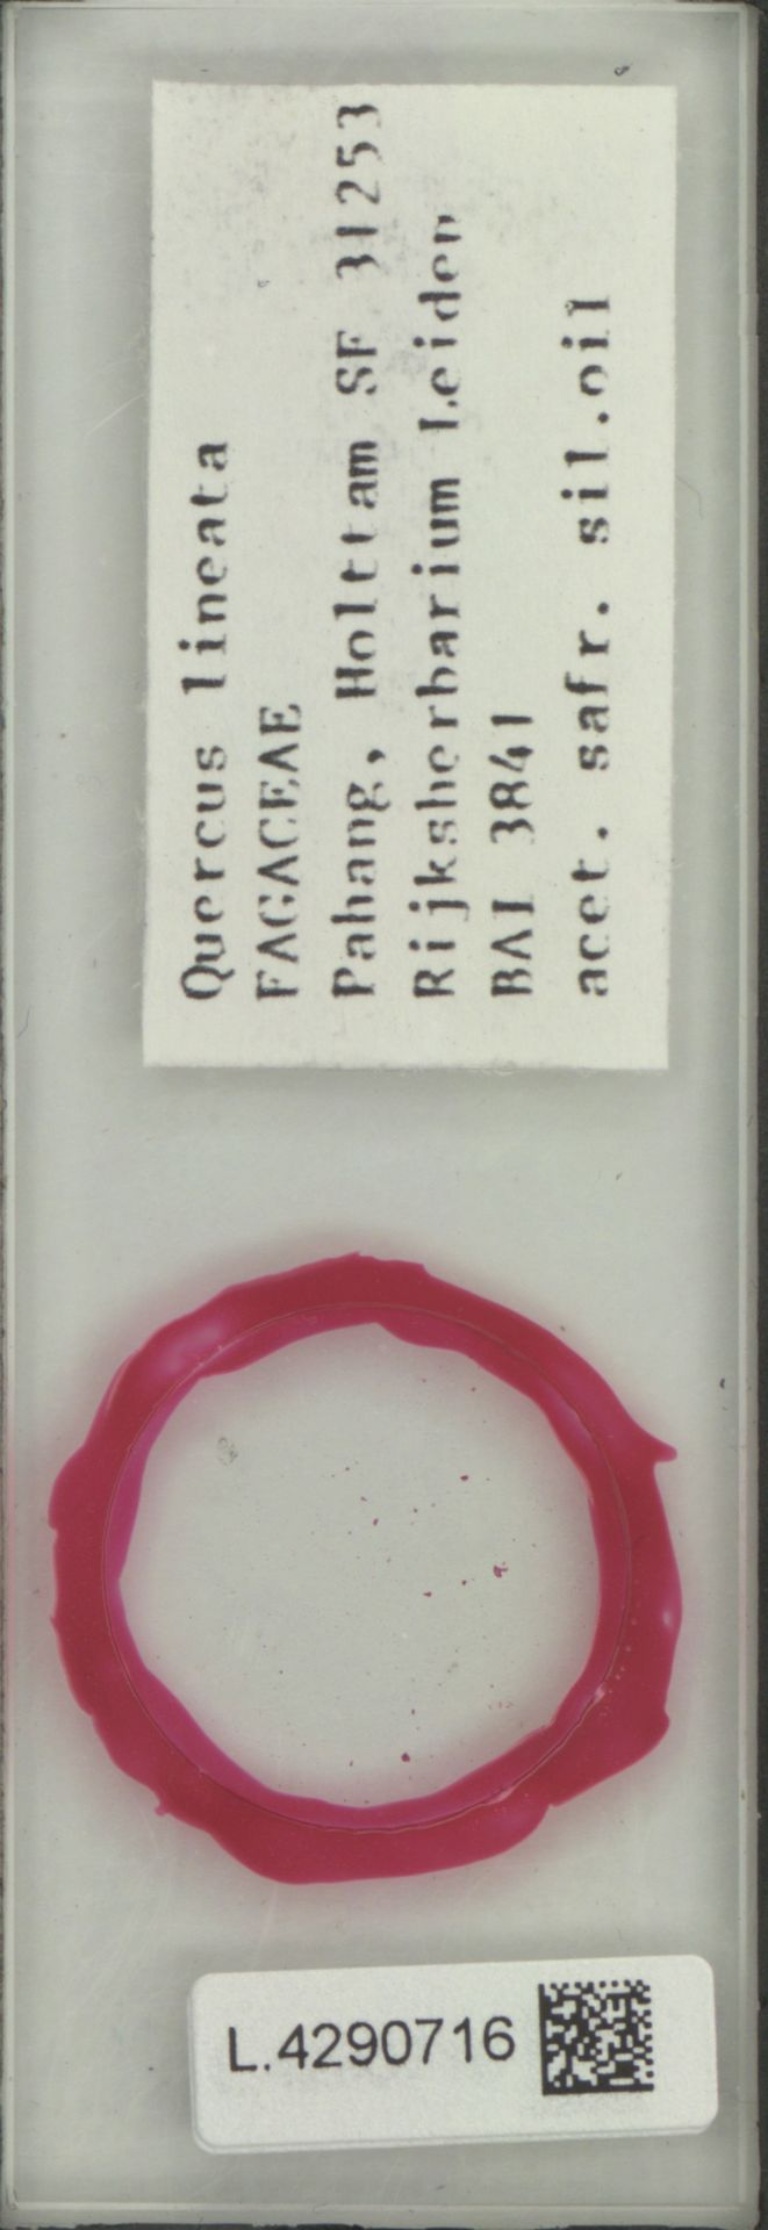 Quercus lineata
FAGACEAE
Pahang, Holttam SF 31253
Rijksherbarium Leiden
BAI 3841
acet. safr. sil.oil
L.4290716